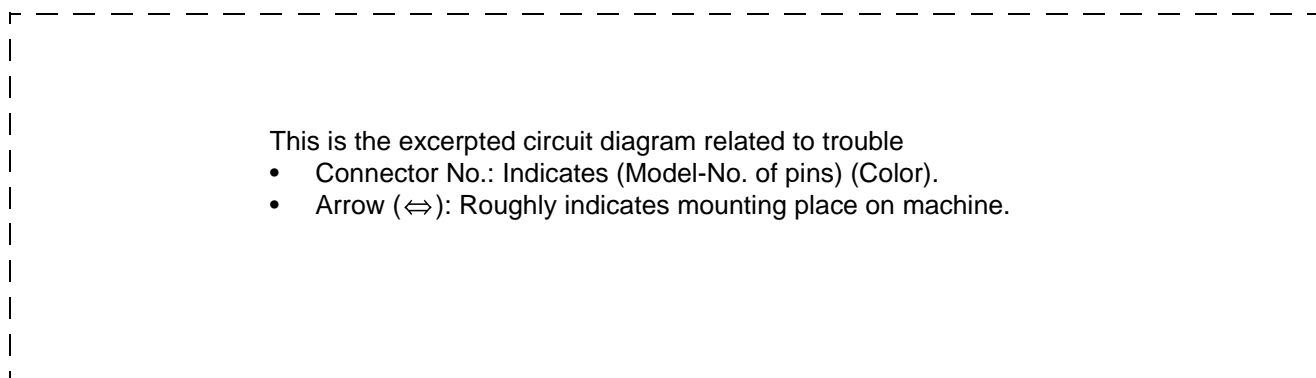 This is the excerpted circuit diagram related to trouble
• Connector No.: Indicates (Model-No. of pins) (Color).
• Arrow (⇔): Roughly indicates mounting place on machine.